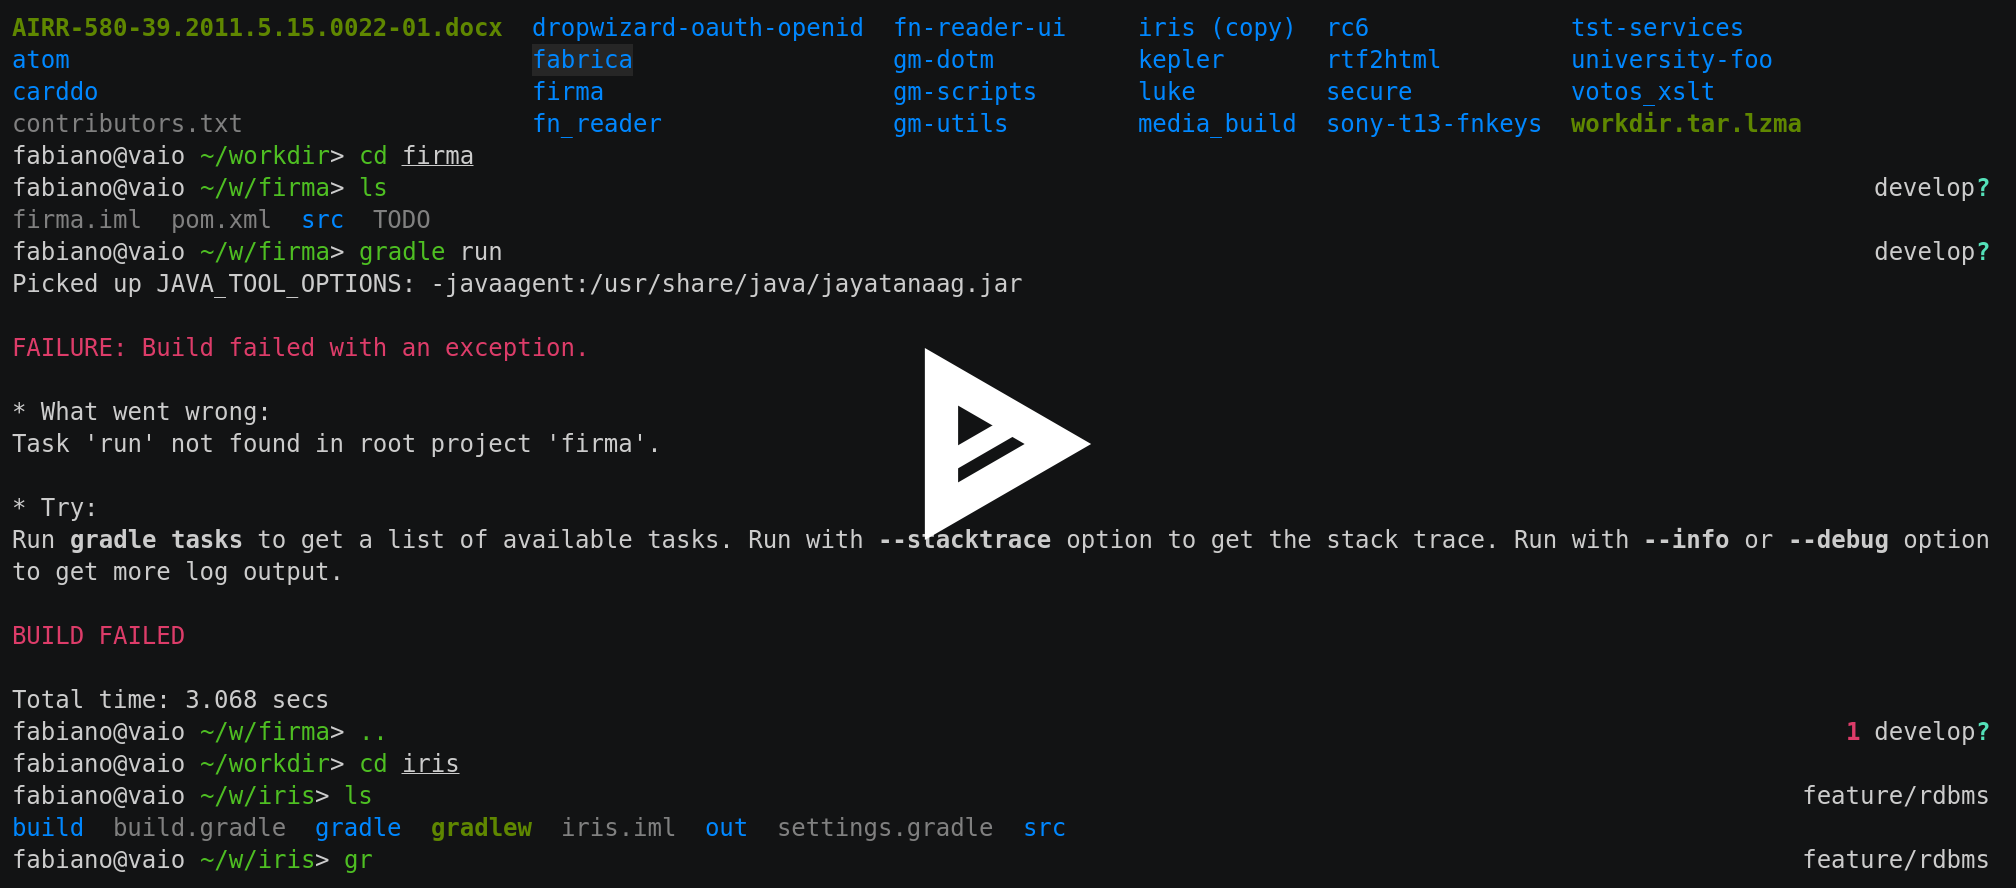 AIRR-580-39.2011.5.15.0022-01.docx  dropwizard-oauth-openid  fn-reader-ui     iris (copy)  rc6              tst-services
atom                                fabrica                  gm-dotm          kepler       rtf2html         university-foo
carddo                              firma                    gm-scripts       luke         secure           votos_xslt
contributors.txt                    fn_reader                gm-utils         media_build  sony-t13-fnkeys  workdir.tar.lzma
fabiano@vaio ~/workdir> cd firma
fabiano@vaio ~/w/firma> ls develop?
firma.iml  pom.xml  src  TODO
fabiano@vaio ~/w/firma> gradle run develop?
Picked up JAVA_TOOL_OPTIONS: -javaagent:/usr/share/java/jayatanaag.jar
FAILURE: Build failed with an exception.
* What went wrong:
Task 'run' not found in root project 'firma'.
* Try:
Run gradle tasks to get a list of available tasks. Run with --stacktrace option to get the stack trace. Run with --info or --debug option
to get more log output.
BUILD FAILED
Total time: 3.068 secs
fabiano@vaio ~/w/firma> .. 1 develop?
fabiano@vaio ~/workdir> cd iris
fabiano@vaio ~/w/iris> ls feature/rdbms
build  build.gradle  gradle  gradlew  iris.iml  out  settings.gradle  src
fabiano@vaio ~/w/iris> gr feature/rdbms